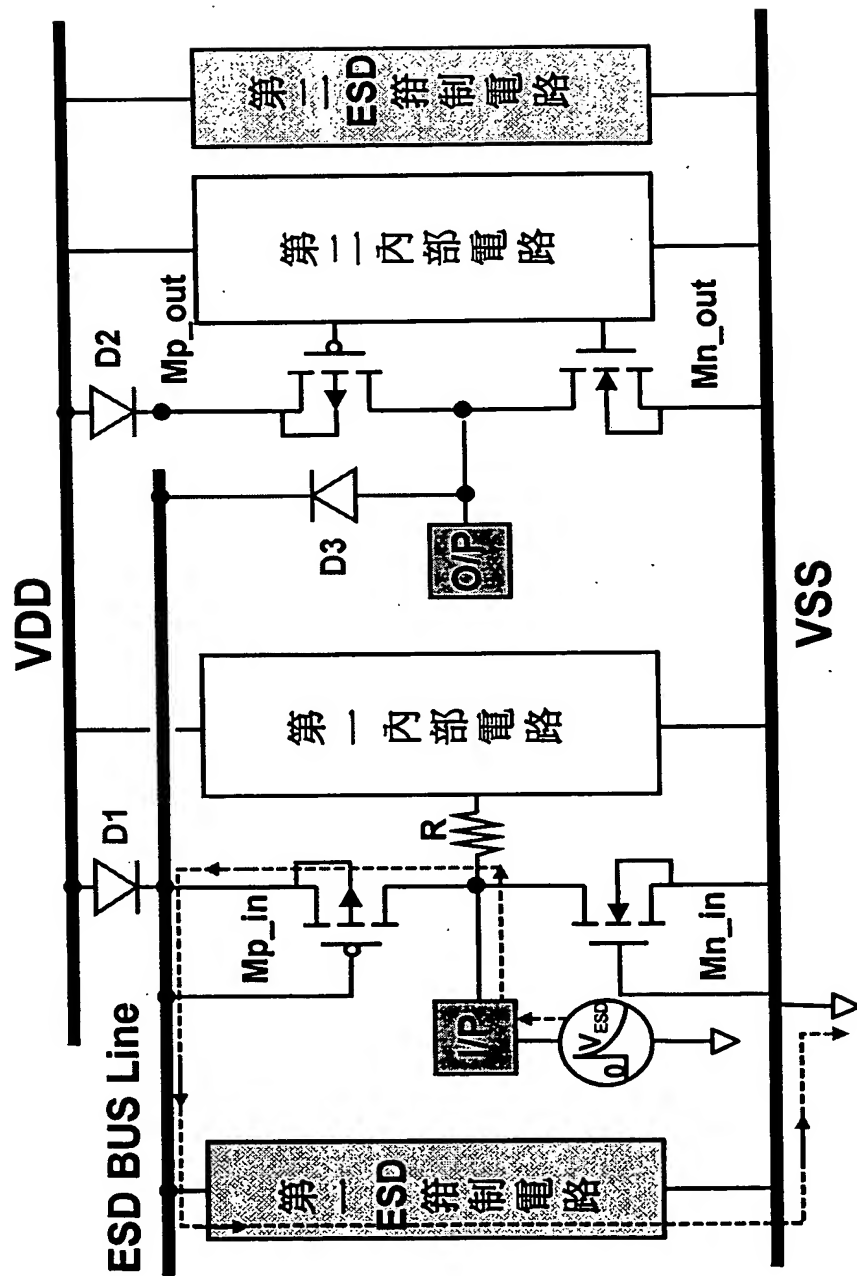 VDD
ESD BUS Line
D1
D2
Mp_out
第一ESD箝制電路
Mp_in
R
第一內部電路
D3
O/P
第二內部電路
第二ESD箝制電路
I/P
0
VESD
Mn_in
Mn_out
VSS